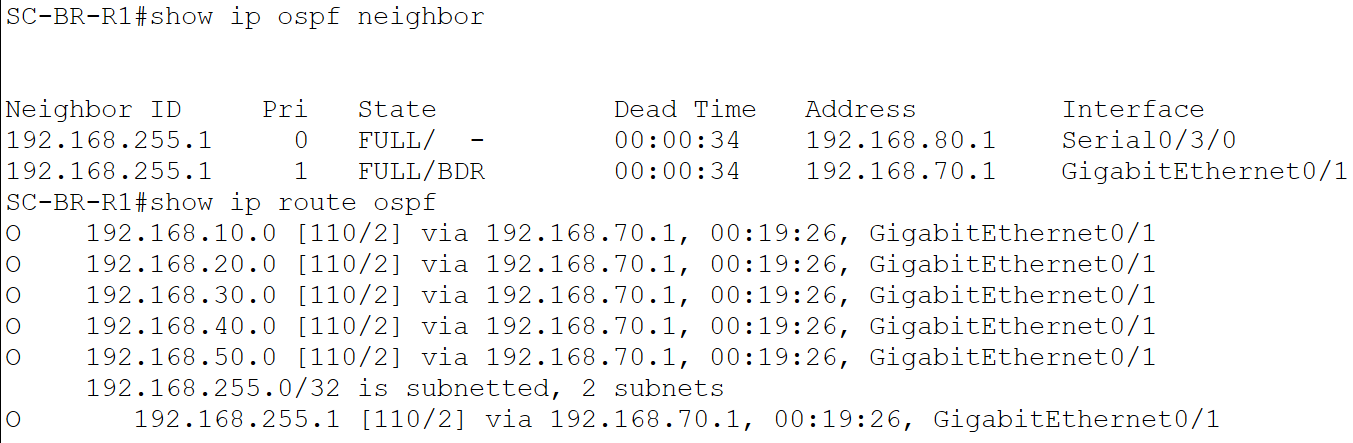 SC-BR-R1#show ip ospf neighbor
Neighbor ID     Pri   State           Dead Time   Address         Interface
192.168.255.1     0   FULL/  -        00:00:34    192.168.80.1    Serial0/3/0
192.168.255.1     1   FULL/BDR        00:00:34    192.168.70.1    GigabitEthernet0/1
SC-BR-R1#show ip route ospf
O    192.168.10.0 [110/2] via 192.168.70.1, 00:19:26, GigabitEthernet0/1
O    192.168.20.0 [110/2] via 192.168.70.1, 00:19:26, GigabitEthernet0/1
O    192.168.30.0 [110/2] via 192.168.70.1, 00:19:26, GigabitEthernet0/1
O    192.168.40.0 [110/2] via 192.168.70.1, 00:19:26, GigabitEthernet0/1
O    192.168.50.0 [110/2] via 192.168.70.1, 00:19:26, GigabitEthernet0/1
     192.168.255.0/32 is subnetted, 2 subnets
O       192.168.255.1 [110/2] via 192.168.70.1, 00:19:26, GigabitEthernet0/1